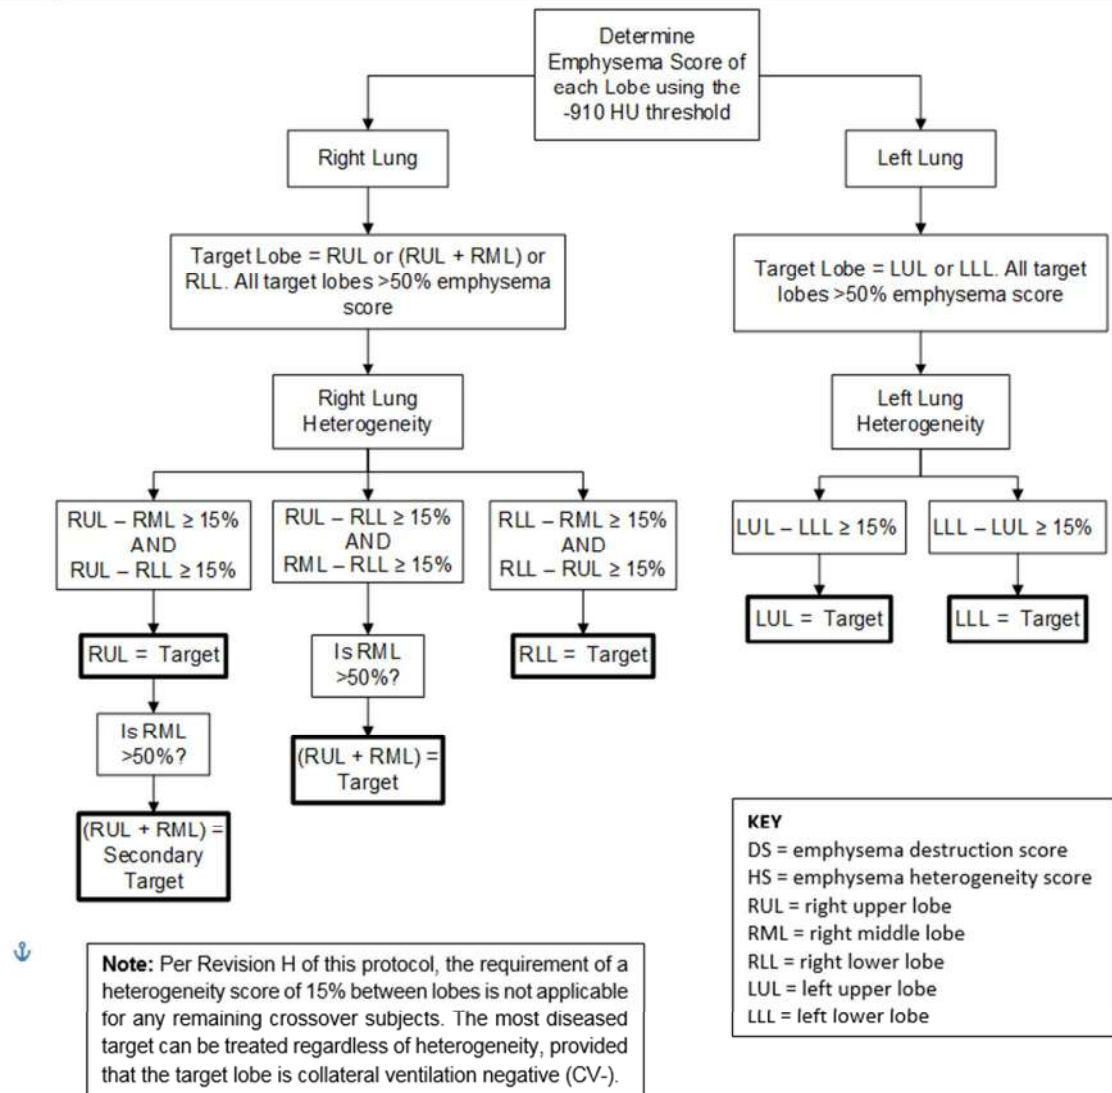 Determine
Emphysema Score of
each Lobe using the
-910 HU threshold
Right Lung
Left Lung
Target Lobe = RUL or (RUL + RML) or
RLL. All target lobes >50% emphysema
score
Target Lobe = LUL or LLL. All target
lobes >50% emphysema score
Right Lung
Heterogeneity
Left Lung
Heterogeneity
RUL – RML ≥ 15%
AND
RUL – RLL ≥ 15%
RUL – RLL ≥ 15%
AND
RML – RLL ≥ 15%
RLL – RML ≥ 15%
AND
RLL – RUL ≥ 15%
LUL – LLL ≥ 15%
LLL – LUL ≥ 15%
RUL = Target
Is RML
>50%?
RLL = Target
LUL = Target
LLL = Target
Is RML
>50%?
(RUL + RML) =
Target
(RUL + RML) =
Secondary
Target
KEY
DS = emphysema destruction score
HS = emphysema heterogeneity score
RUL = right upper lobe
RML = right middle lobe
RLL = right lower lobe
LUL = left upper lobe
LLL = left lower lobe
Note: Per Revision H of this protocol, the requirement of a
heterogeneity score of 15% between lobes is not applicable
for any remaining crossover subjects. The most diseased
target can be treated regardless of heterogeneity, provided
that the target lobe is collateral ventilation negative (CV-).